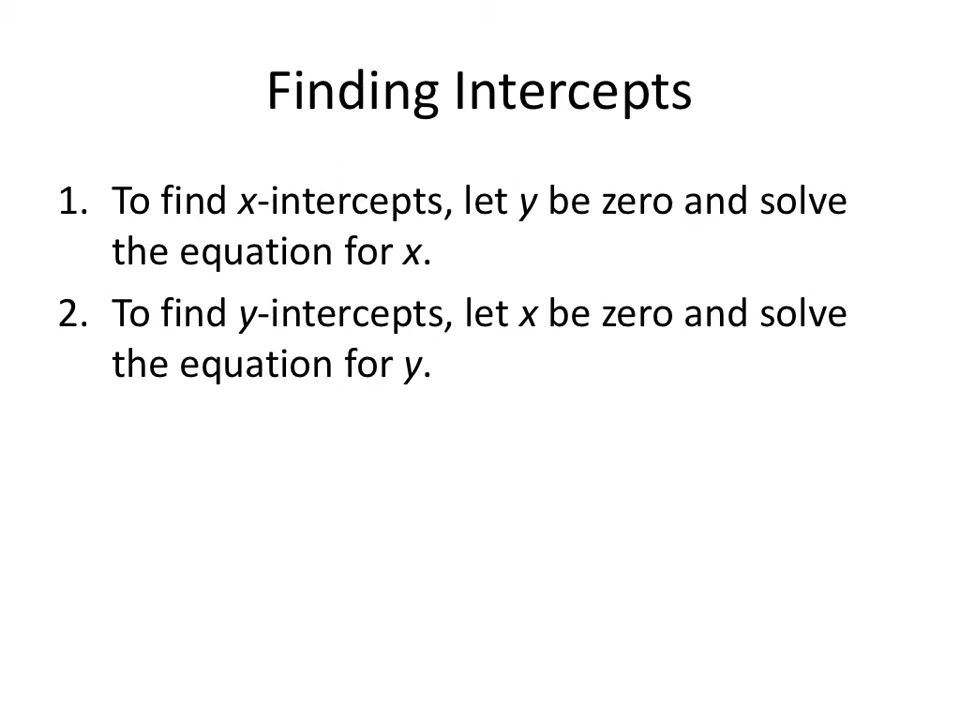 Finding Intercepts
1. To find x-intercepts, let y be zero and solve
the equation for x.
2. To find y-intercepts, let x be zero and solve
the equation for y.